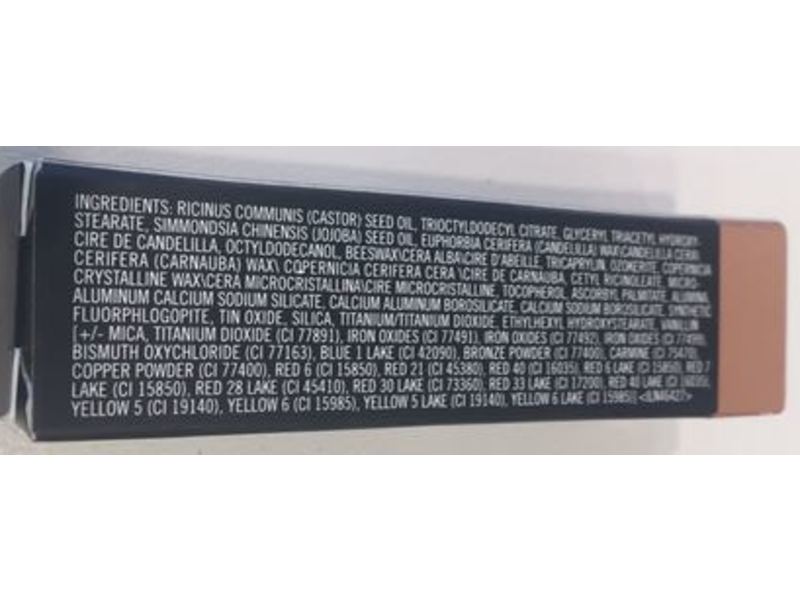 INGREDIENTS: RICINUS COMMUNIS (CASTOR) SEED OIL, TRIOCTYLDODECYL CITRATE, GLYCERYL TRIACETYL HYDROXY-
STEARATE, SIMMONDSIA CHINENSIS (JOJOBA) SEED OIL, EUPHORBIA CERIFERA (CANDELILLA) WAX\CANDELILLA CERA\
CIRE DE CANDELILLA, OCTYLDODECANOL, BEESWAX\CERA ALBA\CIRE D'ABEILLE, TRICAPRYLIN, OZOKERITE, COPERNICIA
CERIFERA (CARNAUBA) WAX\ COPERNICIA CERIFERA CERA \CIRE DE CARNAUBA, CETYL RICINOLEATE, MICRO-
CRYSTALLINE WAX\CERA MICROCRISTALLINA\CIRE MICROCRISTALLINE, TOCOPHEROL, ASCORBYL PALMITATE, ALUMINA,
ALUMINUM CALCIUM SODIUM SILICATE, CALCIUM ALUMINUM BOROSILICATE, CALCIUM SODIUM BOROSILICATE, SYNTHETIC
FLUORPHLOGOPITE, TIN OXIDE, SILICA, TITANIUM/TITANIUM DIOXIDE, ETHYLHEXYL HYDROXYSTEARATE, VANILLIN
[+/- MICA, TITANIUM DIOXIDE (CI 77891), IRON OXIDES (CI 77491), IRON OXIDES (CI 77492), IRON OXIDES (CI 77499),
BISMUTH OXYCHLORIDE (CI 77163), BLUE 1 LAKE (CI 42090), BRONZE POWDER (CI 77400), CARMINE (CI 75470),
COPPER POWDER (CI 77400), RED 6 (CI 15850), RED 21 (CI 45380), RED 40 (CI 16035), RED 6 LAKE (CI 15850), RED 7
LAKE (CI 15850), RED 28 LAKE (CI 45410), RED 30 LAKE (CI 73360), RED 33 LAKE (CI 17200), RED 40 LAKE (CI 16035),
YELLOW 5 (CI 19140), YELLOW 6 (CI 15985), YELLOW 5 LAKE (CI 19140), YELLOW 6 LAKE (CI 15985)] <ILN46427>